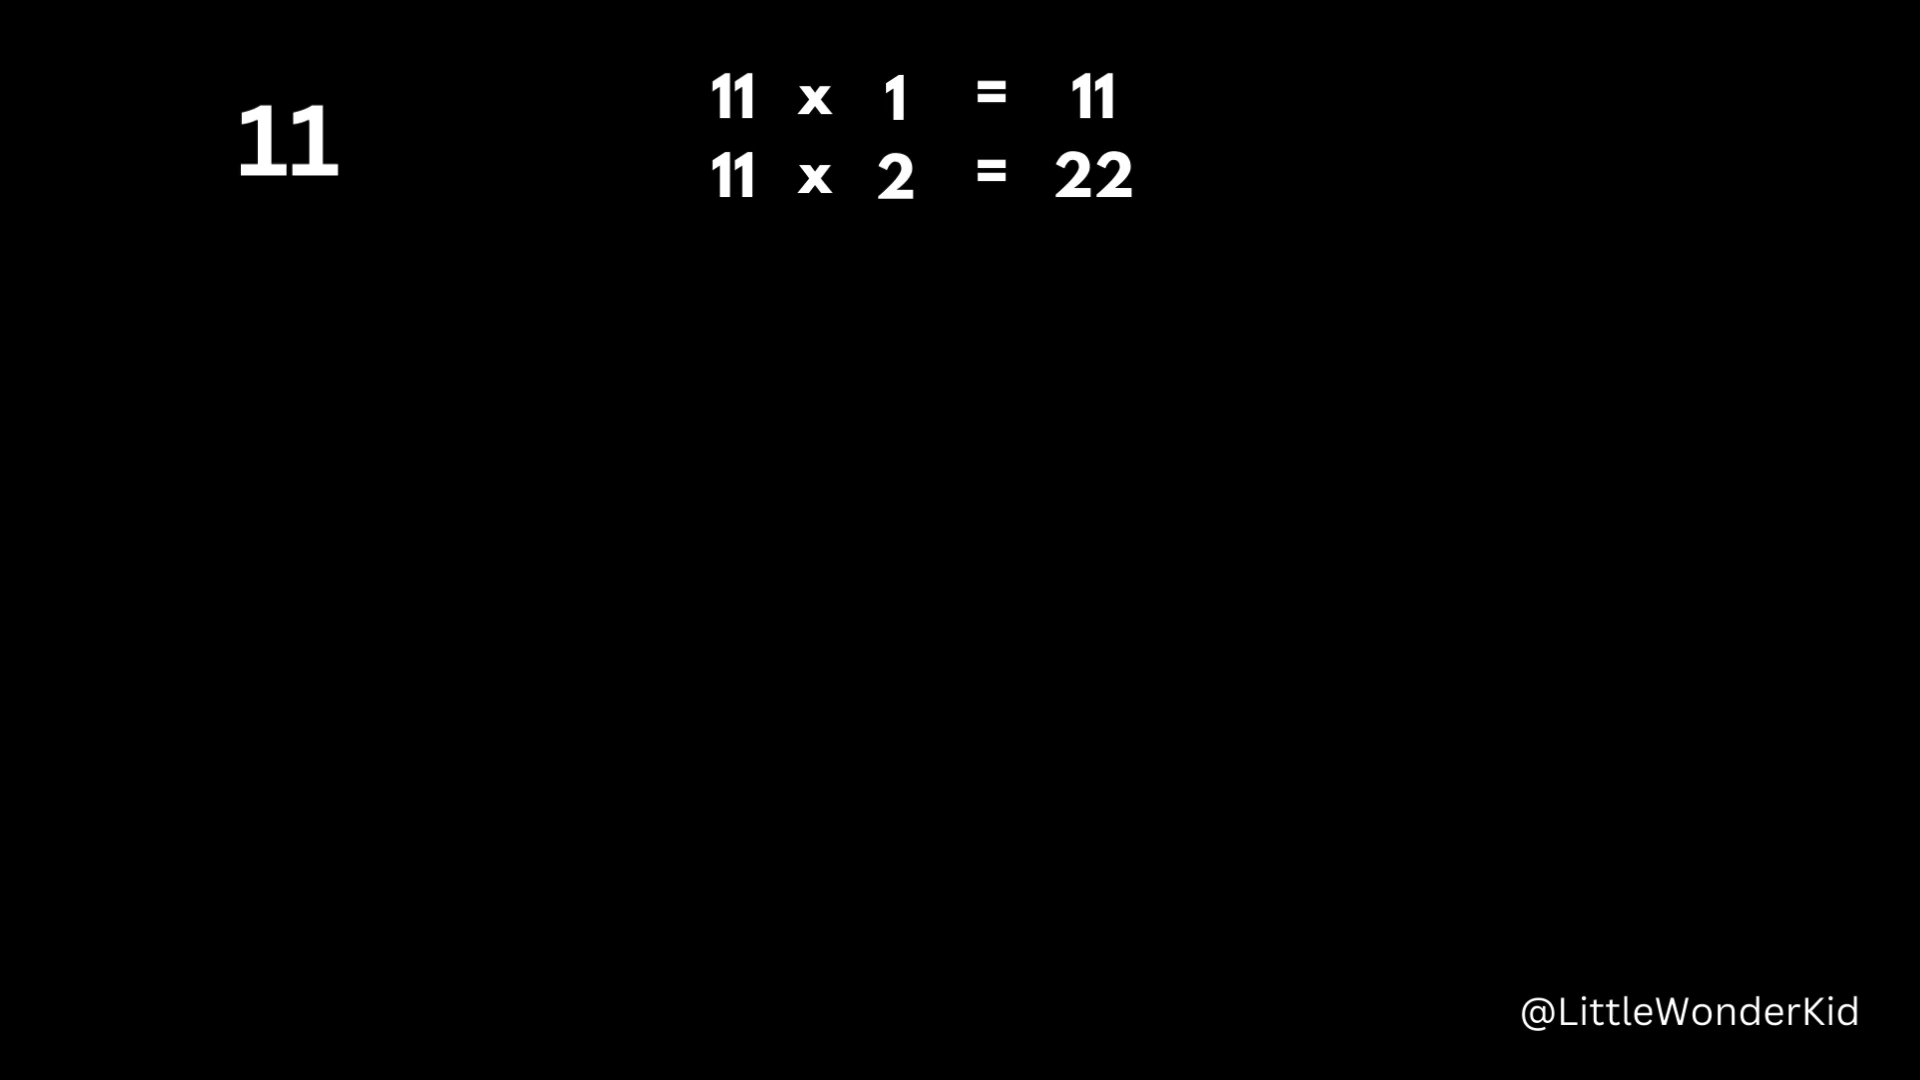 11
11 x 1 = 11
11 x 2 = 22
@LittleWonderKid